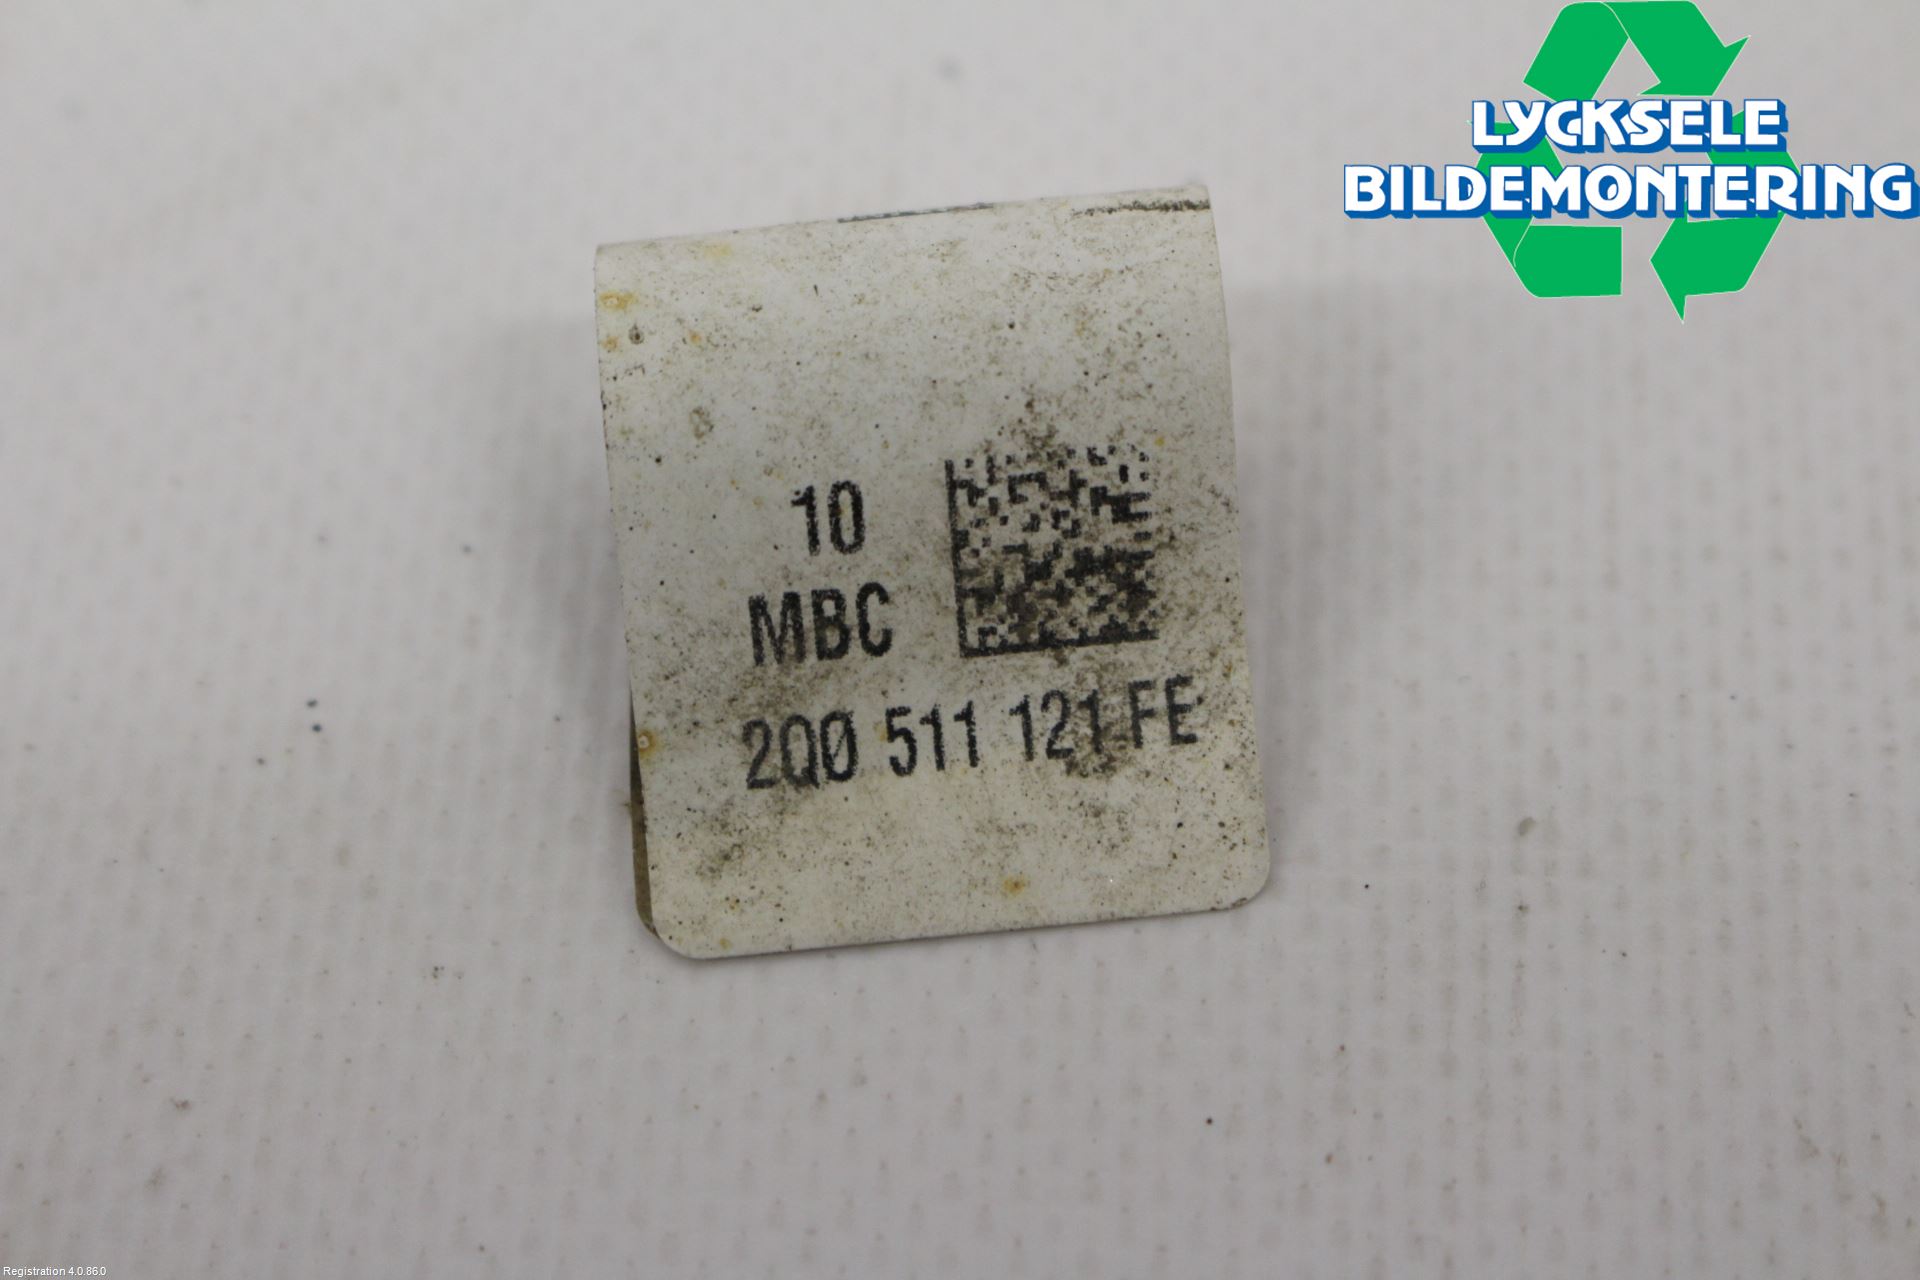 LYCKSELE
BILDEMONTERING
10
MBC
2Q0 511 121 FE
Registration 4.0.86.0